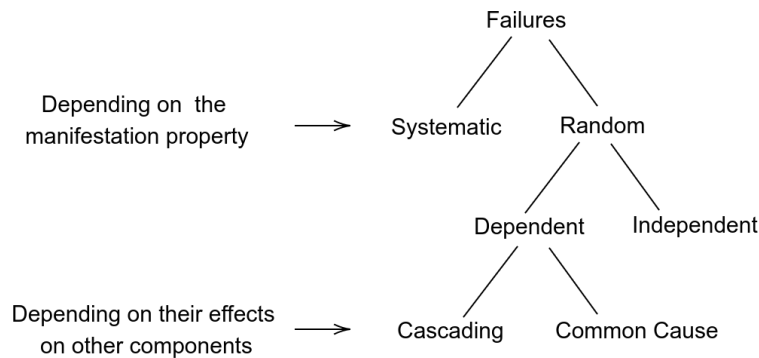 Failures
Depending on the
manifestation property
Systematic
Random
Dependent
Independent
Depending on their effects
on other components
Cascading
Common Cause